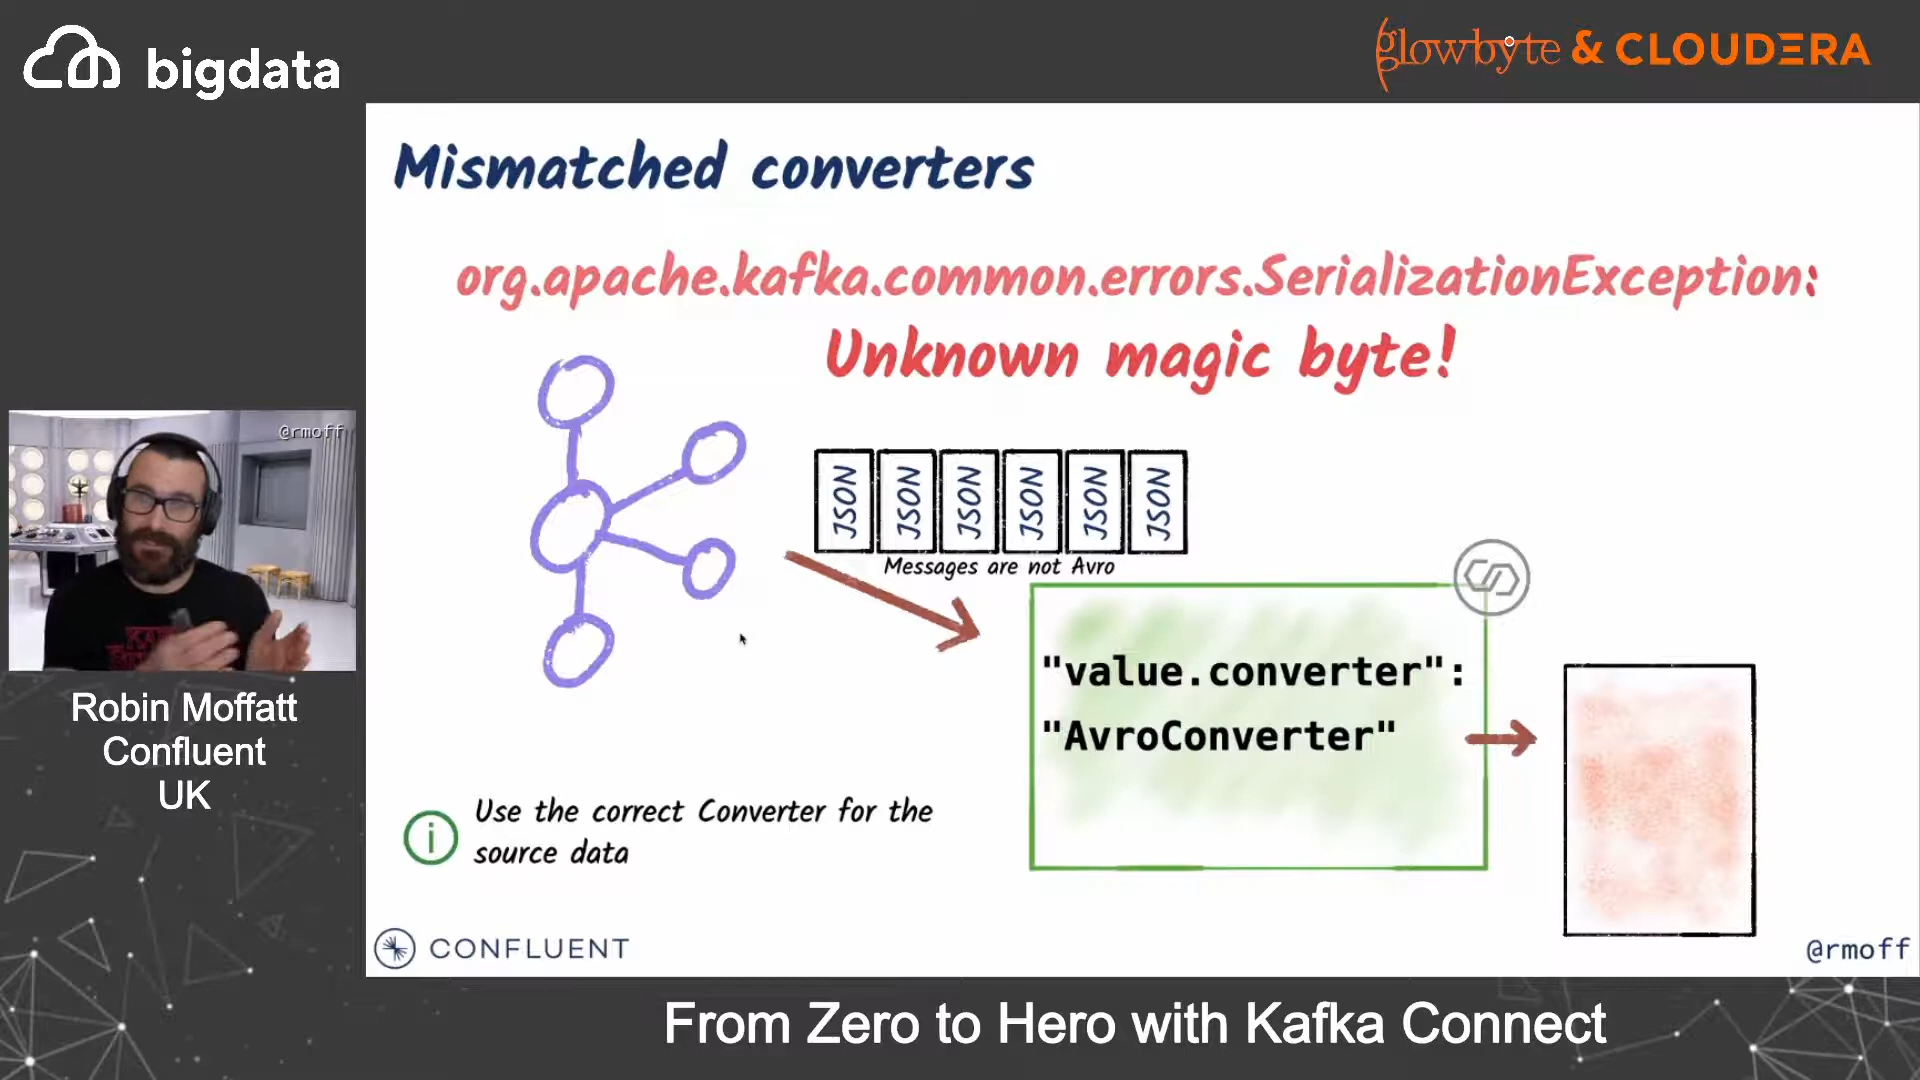 bigdata
glowbyte & CLOUDERA
Mismatched converters
org.apache.kafka.common.errors.SerializationException:
Unknown magic byte!
JSON JSON JSON JSON JSON JSON
Messages are not Avro
"value.converter":
"AvroConverter"
@rmoff
Robin Moffatt
Confluent
UK
i
Use the correct Converter for the
source data
CONFLUENT
@rmoff
From Zero to Hero with Kafka Connect